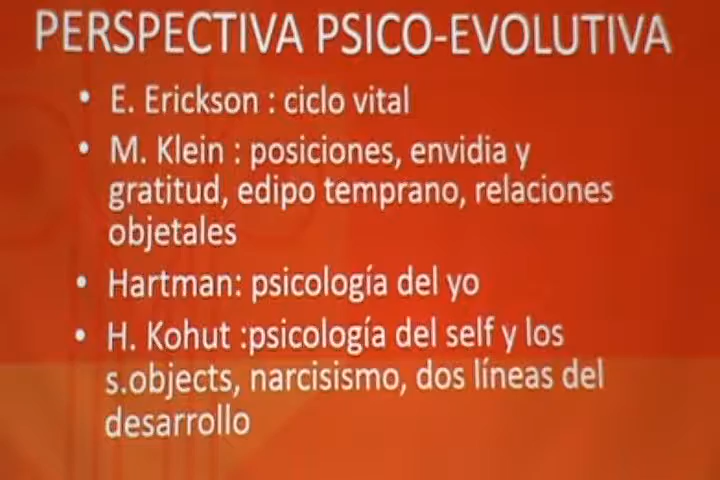 PERSPECTIVA PSICO-EVOLUTIVA
• E. Erickson : ciclo vital
• M. Klein : posiciones, envidia y
gratitud, edipo temprano, relaciones
objetales
• Hartman: psicología del yo
• H. Kohut :psicología del self y los
s.objects, narcisismo, dos líneas del
desarrollo